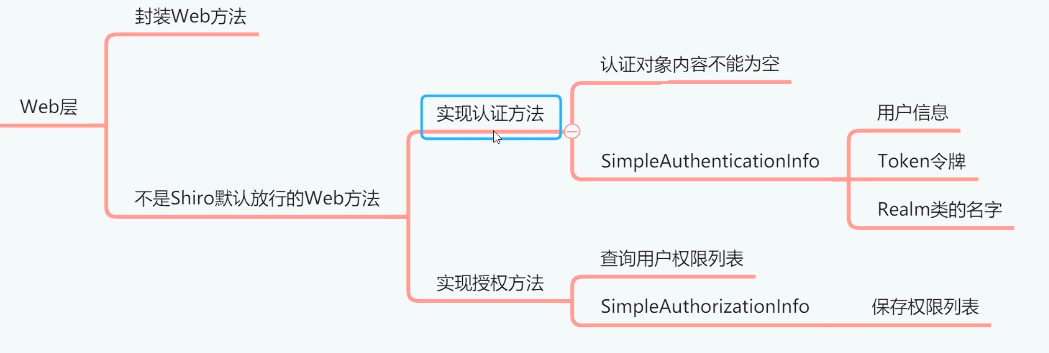 封装Web方法
认证对象内容不能为空
Web层
实现认证方法
用户信息
SimpleAuthenticationInfo
Token令牌
不是Shiro默认放行的Web方法
Realm类的名字
查询用户权限列表
实现授权方法
SimpleAuthorizationInfo
保存权限列表